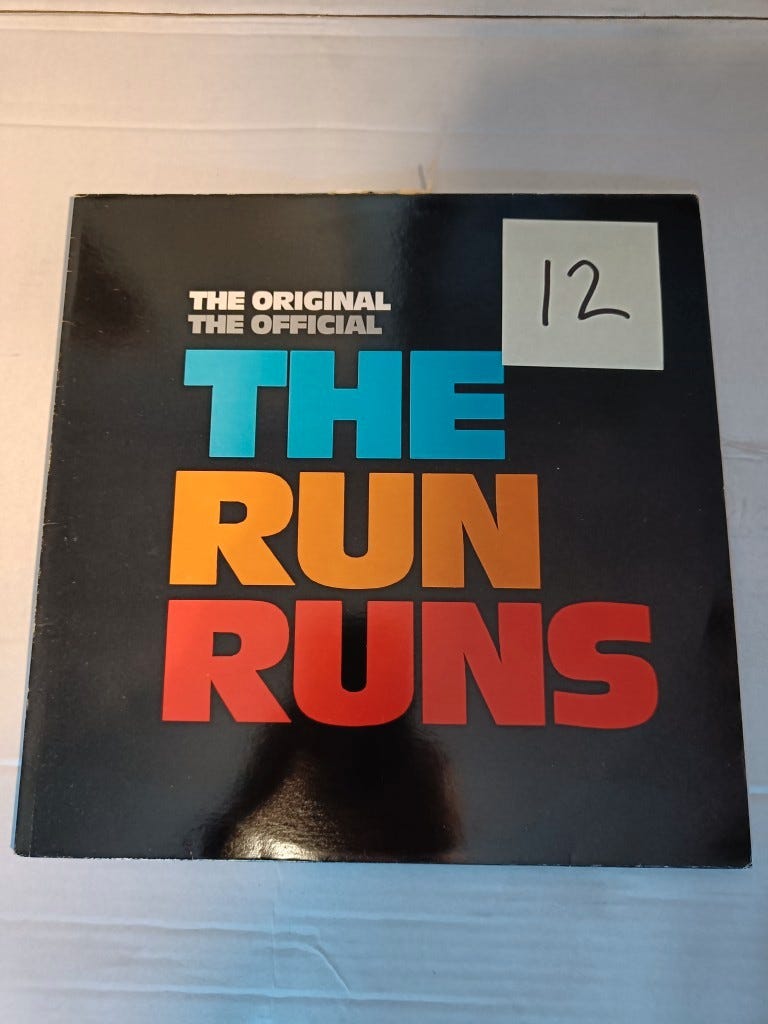 12
THE ORIGINAL
THE OFFICIAL
THE
RUN
RUNS